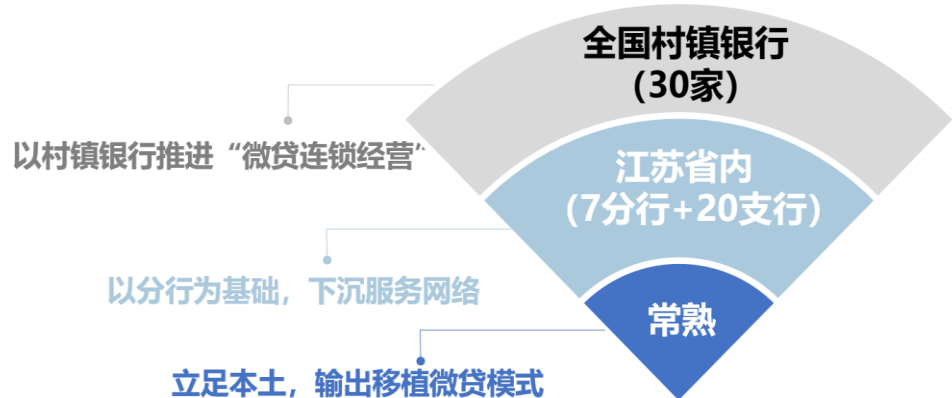 全国村镇银行
（30家）
以村镇银行推进“微贷连锁经营”
江苏省内
（7分行+20支行）
以分行为基础，下沉服务网络
常熟
立足本土，输出移植微贷模式